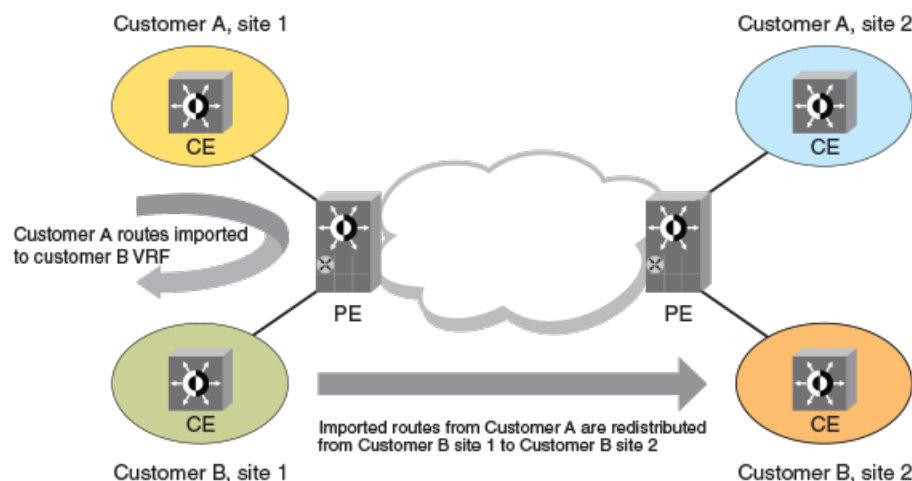 Customer A, site 1
Customer A, site 2
CE
CE
Customer A routes imported
to customer B VRF
PE
PE
CE
CE
Imported routes from Customer A are redistributed
from Customer B site 1 to Customer B site 2
Customer B, site 1
Customer B, site 2